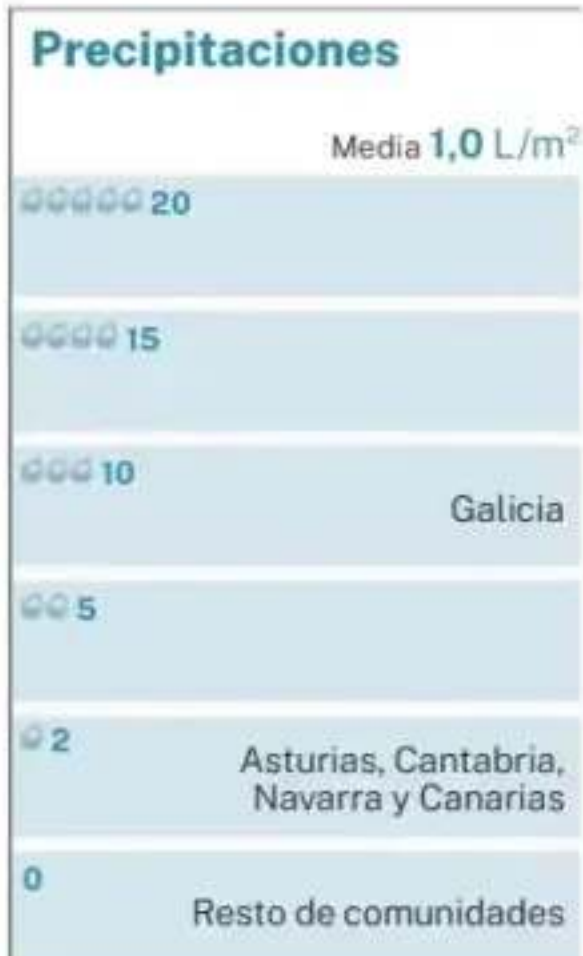 Precipitaciones
Media 1,0 L/m²
20
15
10
Galicia
5
2
Asturias, Cantabria,
Navarra y Canarias
0
Resto de comunidades